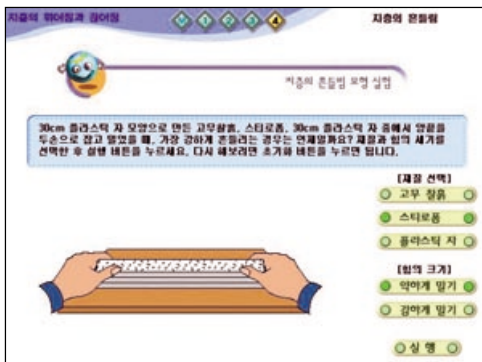 지층의 휘어짐과 끊어짐
1 2 3 4
지층의 흔들림
지층의 흔들림 모형 실험
30cm 플라스틱 자 모양으로 만든 고무찰흙, 스티로폼, 30cm 플라스틱 자 중에서 양끝을
두손으로 잡고 밀었을 때, 가장 강하게 흔들리는 경우는 언제일까요? 재질과 힘의 세기를
선택한 후 실행 버튼을 누르세요. 다시 해보려면 초기화 버튼을 누르면 됩니다.
[재질 선택]
고무 찰흙
스티로폼
플라스틱 자
[힘의 크기]
약하게 밀기
강하게 밀기
실 행